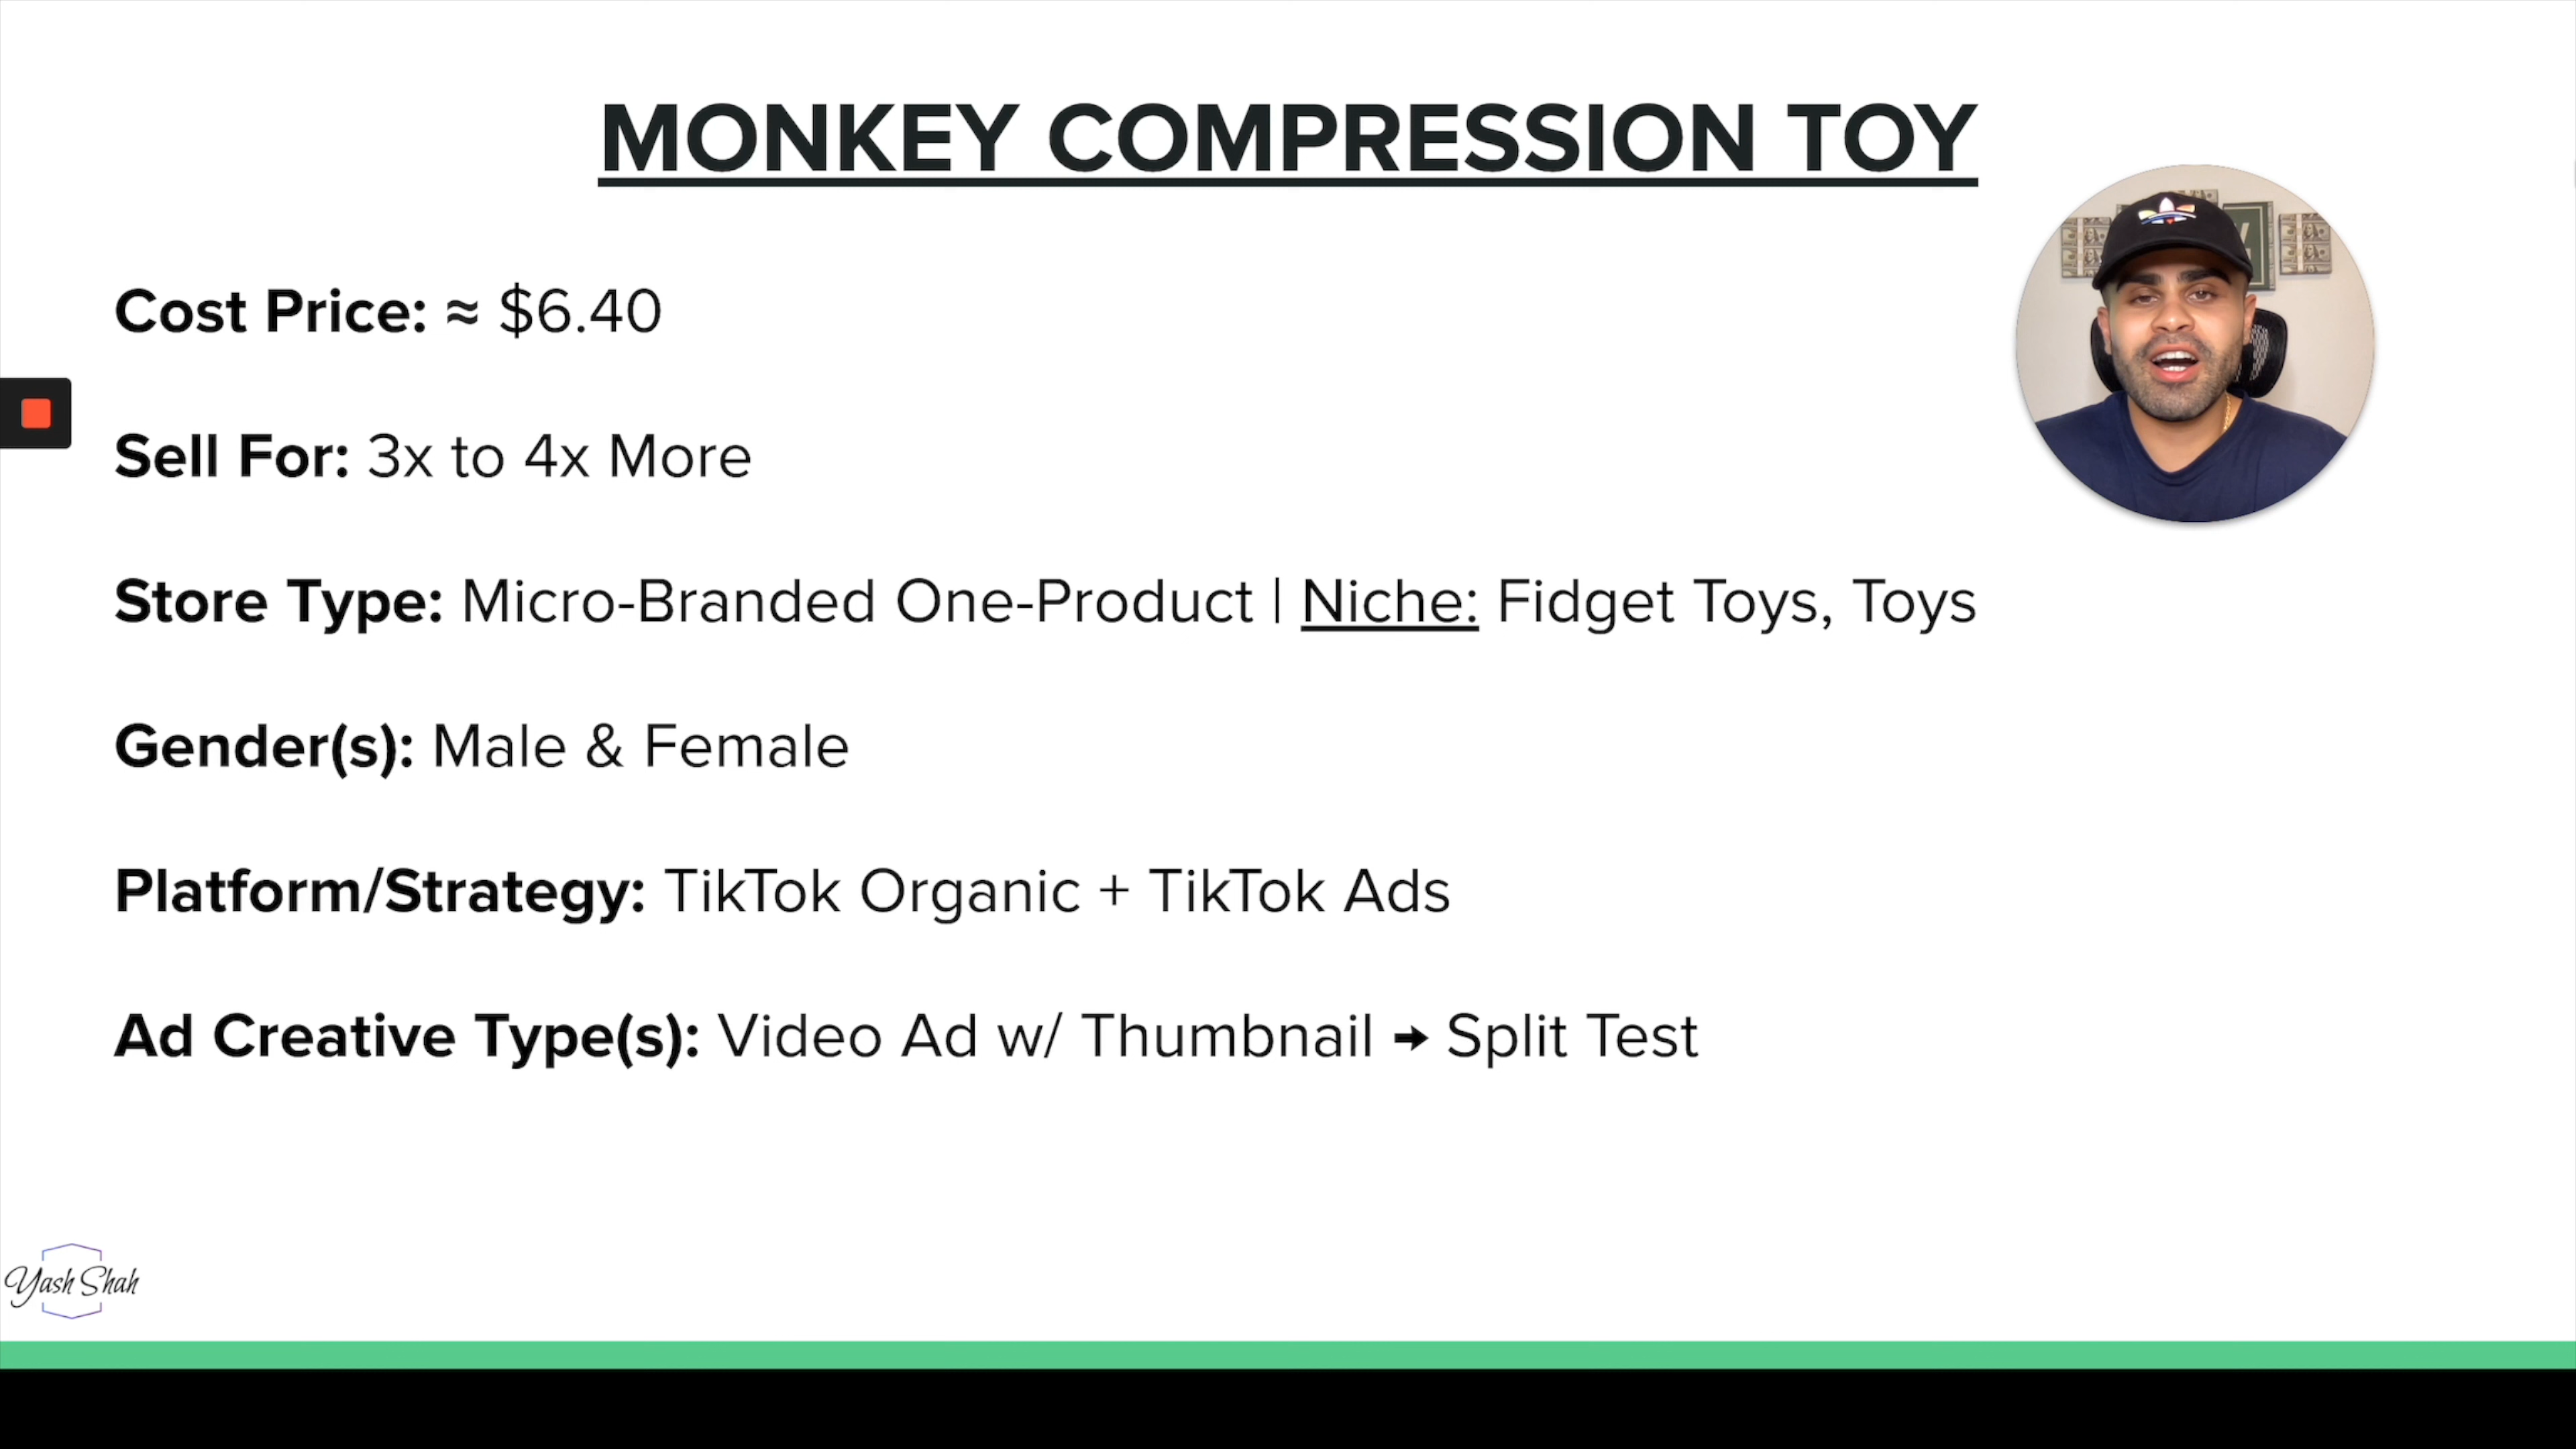 MONKEY COMPRESSION TOY
Cost Price: ≈ $6.40
Sell For: 3x to 4x More
Store Type: Micro-Branded One-Product | Niche: Fidget Toys, Toys
Gender(s): Male & Female
Platform/Strategy: TikTok Organic + TikTok Ads
Ad Creative Type(s): Video Ad w/ Thumbnail → Split Test
Yash Shah